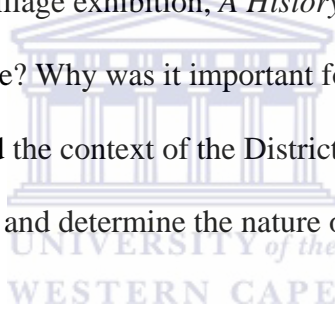 illage exhibition, A History
e? Why was it important fo
the context of the District
and determine the nature o
UNIVERSITY of the
WESTERN CAPE